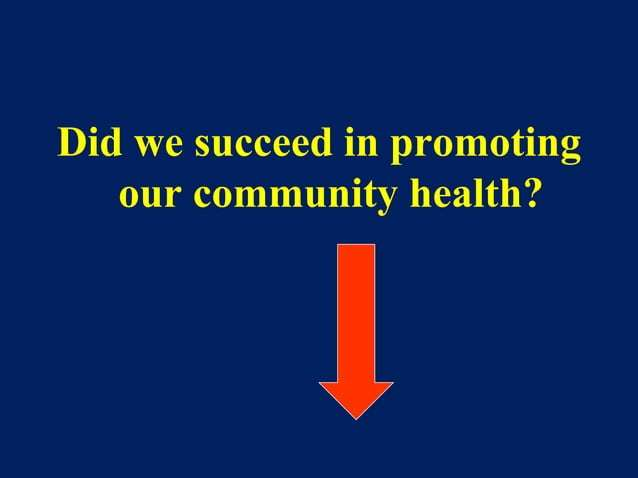 Did we succeed in promoting
our community health?